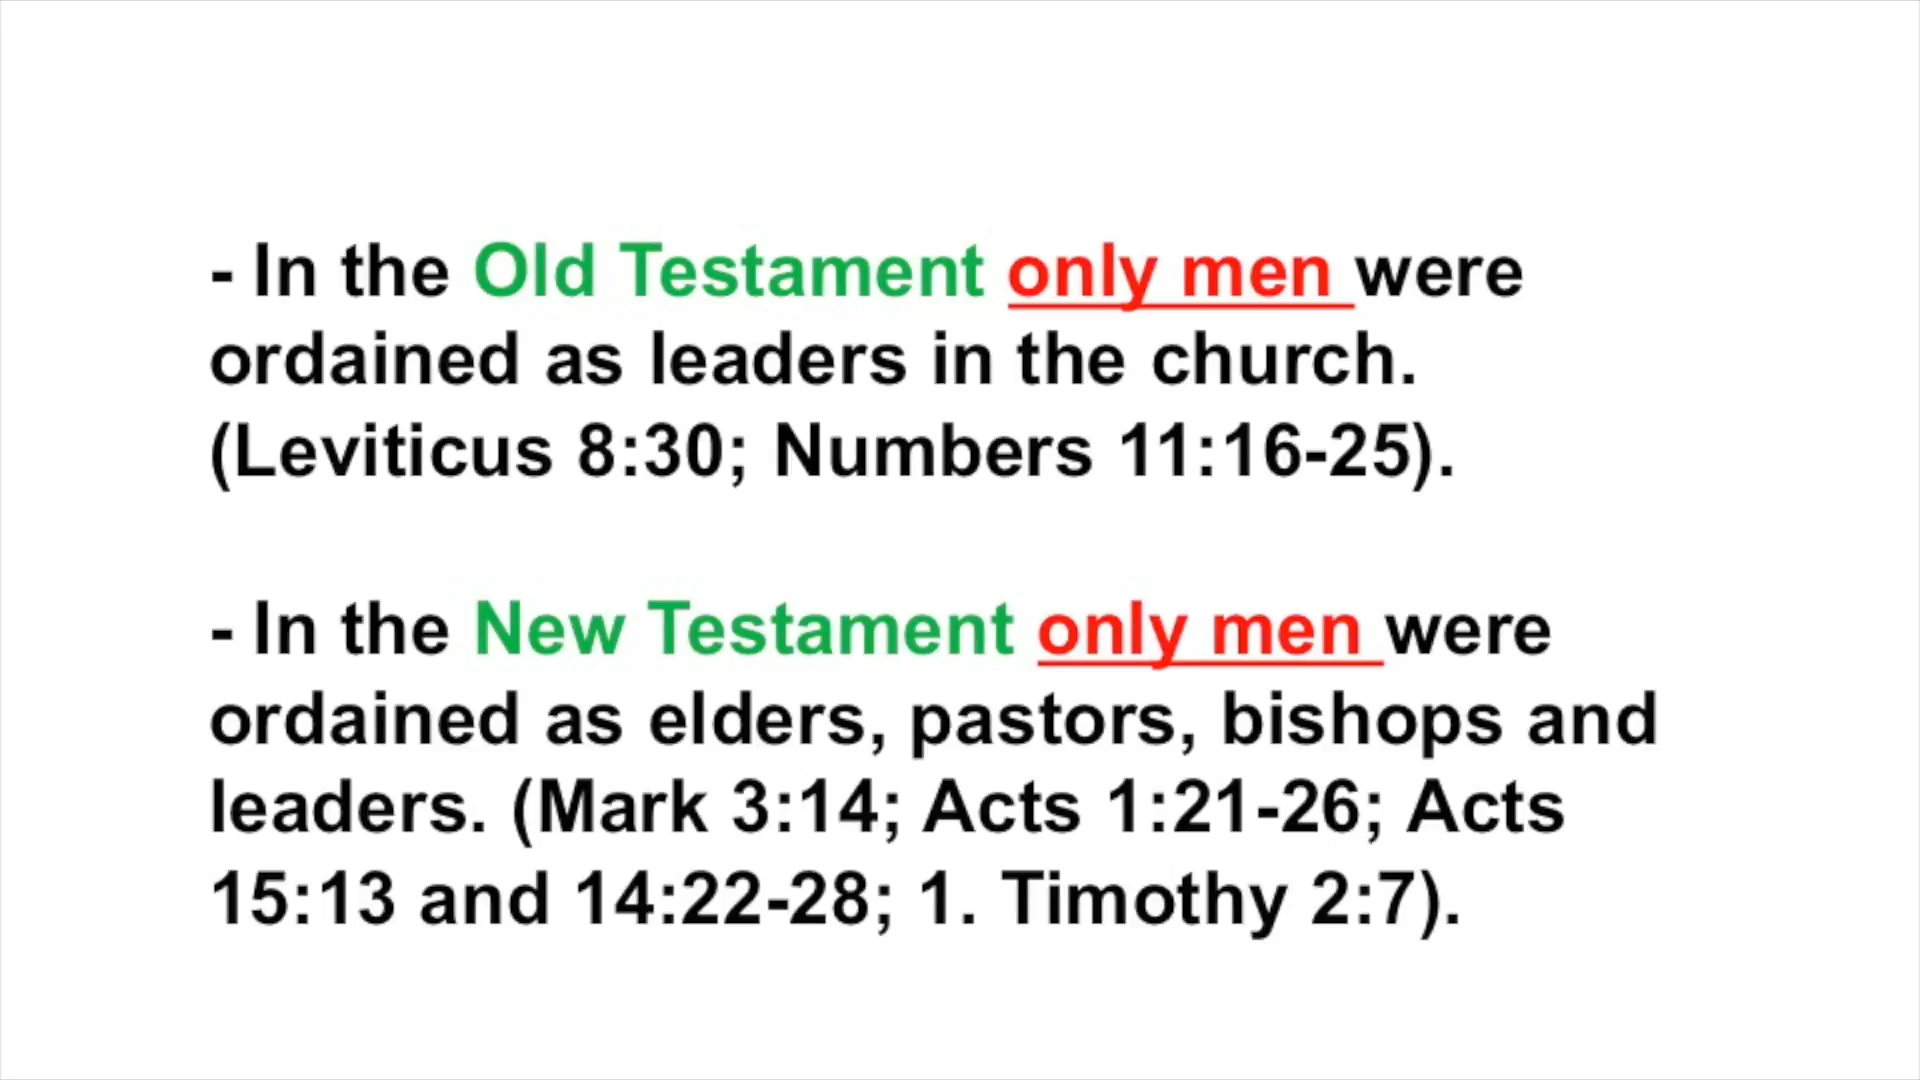 - In the Old Testament only men were
ordained as leaders in the church.
(Leviticus 8:30; Numbers 11:16-25).
- In the New Testament only men were
ordained as elders, pastors, bishops and
leaders. (Mark 3:14; Acts 1:21-26; Acts
15:13 and 14:22-28; 1. Timothy 2:7).